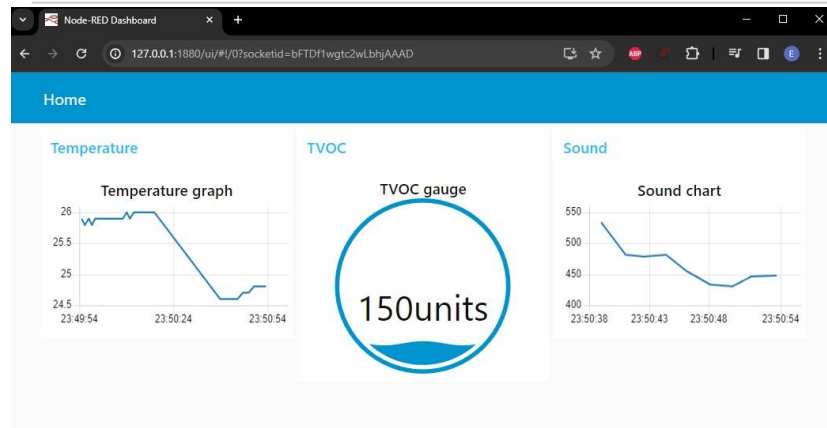 Node-RED Dashboard
127.0.0.1:1880/ui/#!/0?socketid=bFTDf1wgtc2wLbhjAAAD
ABP
E
Home
Temperature
TVOC
Sound
Temperature graph
26
25.5
25
24.5
23:49:54 23:50:24 23:50:54
TVOC gauge
150units
Sound chart
550
500
450
400
23:50:38 23:50:43 23:50:48 23:50:54